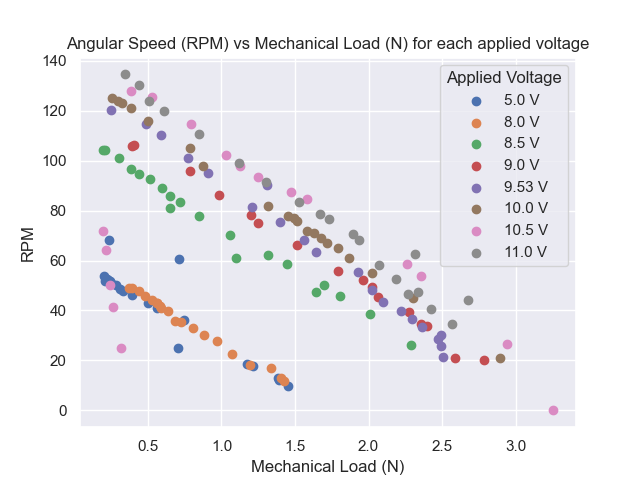 Angular Speed (RPM) vs Mechanical Load (N) for each applied voltage
140
120
100
80
60
40
20
0
RPM
0.5
1.0
1.5
2.0
2.5
3.0
Mechanical Load (N)
Applied Voltage
5.0 V
8.0 V
8.5 V
9.0 V
9.53 V
10.0 V
10.5 V
11.0 V